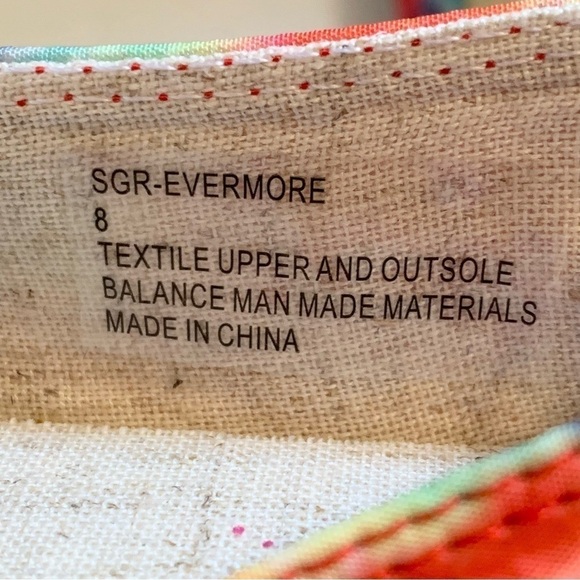 SGR-EVERMORE
8
TEXTILE UPPER AND OUTSOLE
BALANCE MAN MADE MATERIALS
MADE IN CHINA